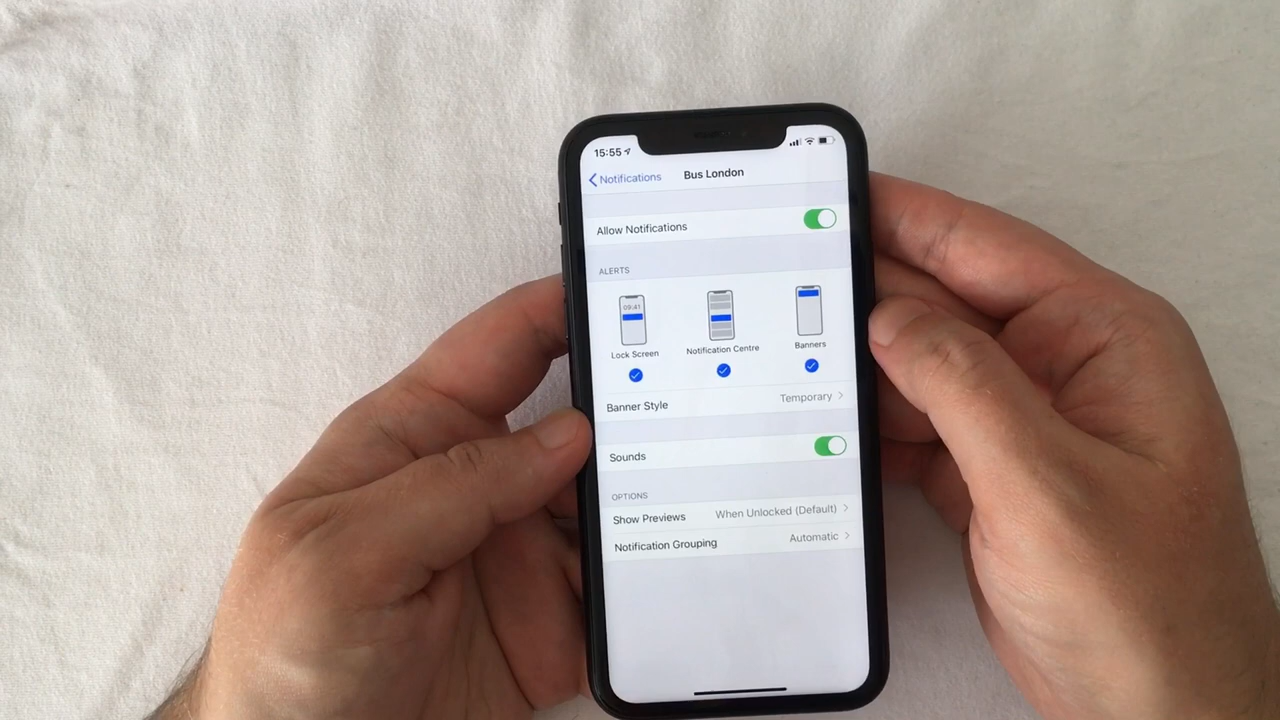 15:55
Notifications Bus London
Allow Notifications
ALERTS
09:41
Lock Screen Notification Centre Banners
Banner Style Temporary
Sounds
OPTIONS
Show Previews When Unlocked (Default)
Notification Grouping Automatic